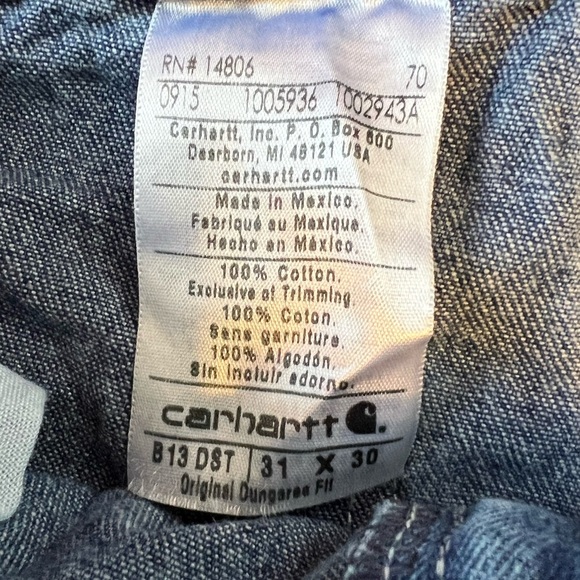 RN# 14806 70
0915 1005936 1002943A
Carhartt, Inc. P. O. Box 600
Dearborn, MI 48121 USA
carhartt.com
Made in Mexico.
Fabriqué au Mexique.
Hecho en México.
100% Cotton.
Exclusive of Trimming.
100% Coton.
Sans garniture.
100% Algodón.
Sin incluir adorno.
carhartt
B13 DST 31 X 30
Original Dungaree Fit